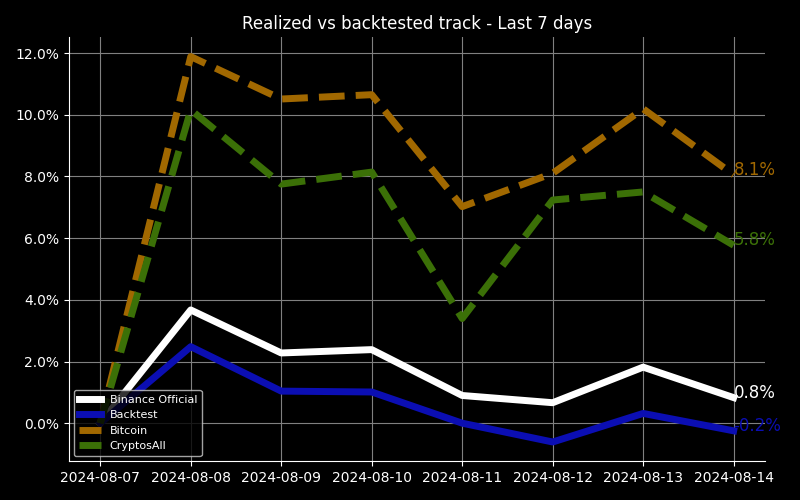 Realized vs backtested track - Last 7 days
12.0%
10.0%
8.0%
6.0%
4.0%
2.0%
0.0%
8.1%
5.8%
0.8%
-0.2%
Binance Official
Backtest
Bitcoin
CryptosAll
2024-08-07 2024-08-08 2024-08-09 2024-08-10 2024-08-11 2024-08-12 2024-08-13 2024-08-14